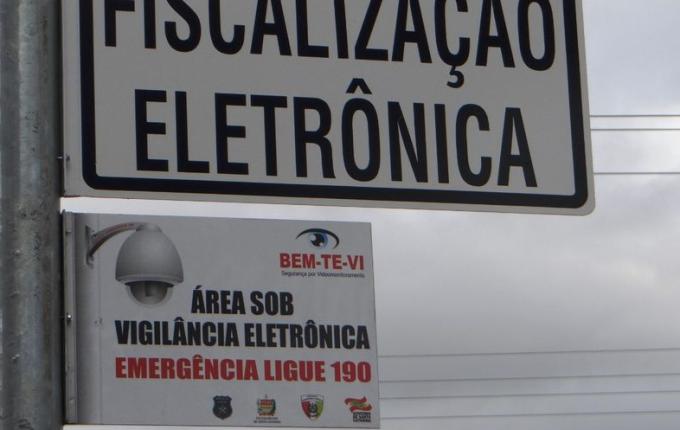 FISCALIZAÇÃO
ELETRÔNICA
BEM-TE-VI
Segurança por Videomonitoramento
ÁREA SOB
VIGILÂNCIA ELETRÔNICA
EMERGÊNCIA LIGUE 190